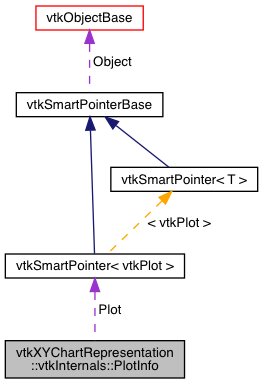 vtkObjectBase
Object
vtkSmartPointerBase
vtkSmartPointer< T >
< vtkPlot >
vtkSmartPointer< vtkPlot >
Plot
vtkXYChartRepresentation
::vtkInternals::PlotInfo